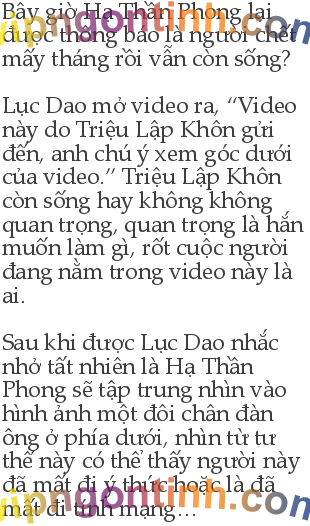 Bây giờ Hạ Thần Phong lại
được thông báo là người chết
mấy tháng rồi vẫn còn sống?
Lục Dao mở video ra, “Video
này do Triệu Lập Khôn gửi
đến, anh chú ý xem góc dưới
của video.” Triệu Lập Khôn
còn sống hay không không
quan trọng, quan trọng là hắn
muốn làm gì, rốt cuộc người
đang nằm trong video này là
ai.
Sau khi được Lục Dao nhắc
nhở tất nhiên là Hạ Thần
Phong sẽ tập trung nhìn vào
hình ảnh một đôi chân đàn
ông ở phía dưới, nhìn từ tư
thế này có thể thấy người này
đã mất đi ý thức hoặc là đã
mất đi tính mạng...
vipngontinh.com
vipngontinh.com